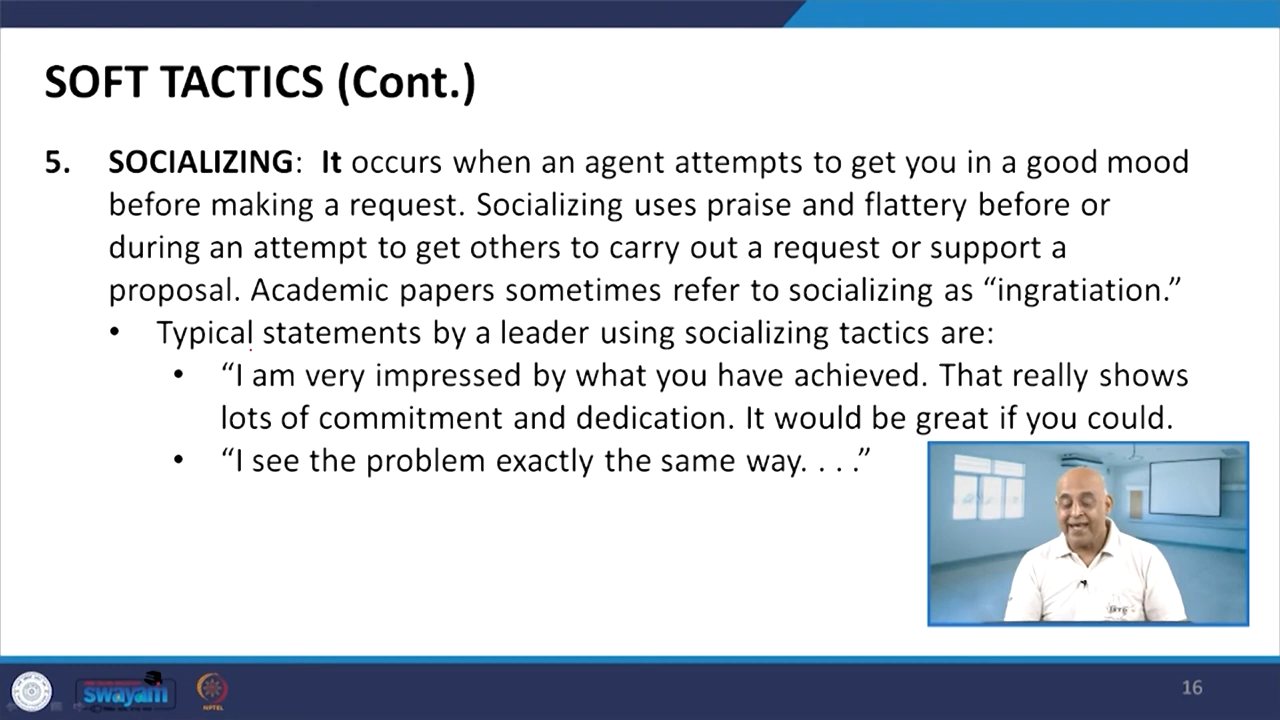 SOFT TACTICS (Cont.)
5. SOCIALIZING: It occurs when an agent attempts to get you in a good mood
before making a request. Socializing uses praise and flattery before or
during an attempt to get others to carry out a request or support a
proposal. Academic papers sometimes refer to socializing as “ingratiation.”
• Typical statements by a leader using socializing tactics are:
• “I am very impressed by what you have achieved. That really shows
lots of commitment and dedication. It would be great if you could.
• “I see the problem exactly the same way. . . .”
swayam
NPTEL
16